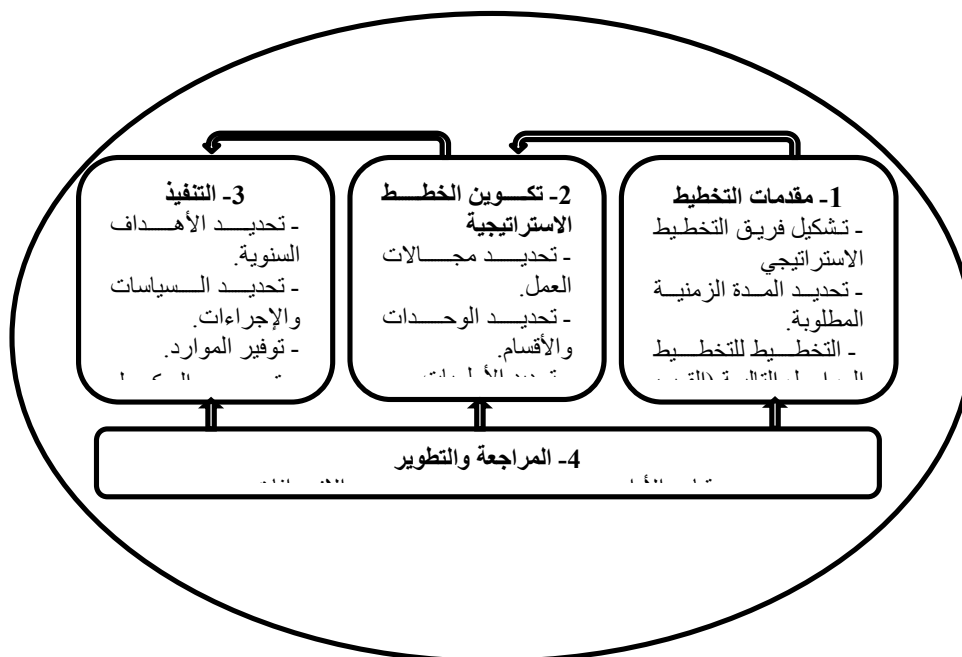 1- مقدمات التخطيط
- تشكيل فريق التخطيط
الاستراتيجي
- تحديد المدة الزمنية
المطلوبة.
- التخطيط للتخطيط
2- تكوين الخطط
الاستراتيجية
- تحديد مجالات
العمل.
- تحديد الوحدات
والأقسام.
3- التنفيذ
- تحديد الأهداف
السنوية.
- تحديد السياسات
والإجراءات.
- توفير الموارد.
4- المراجعة والتطوير